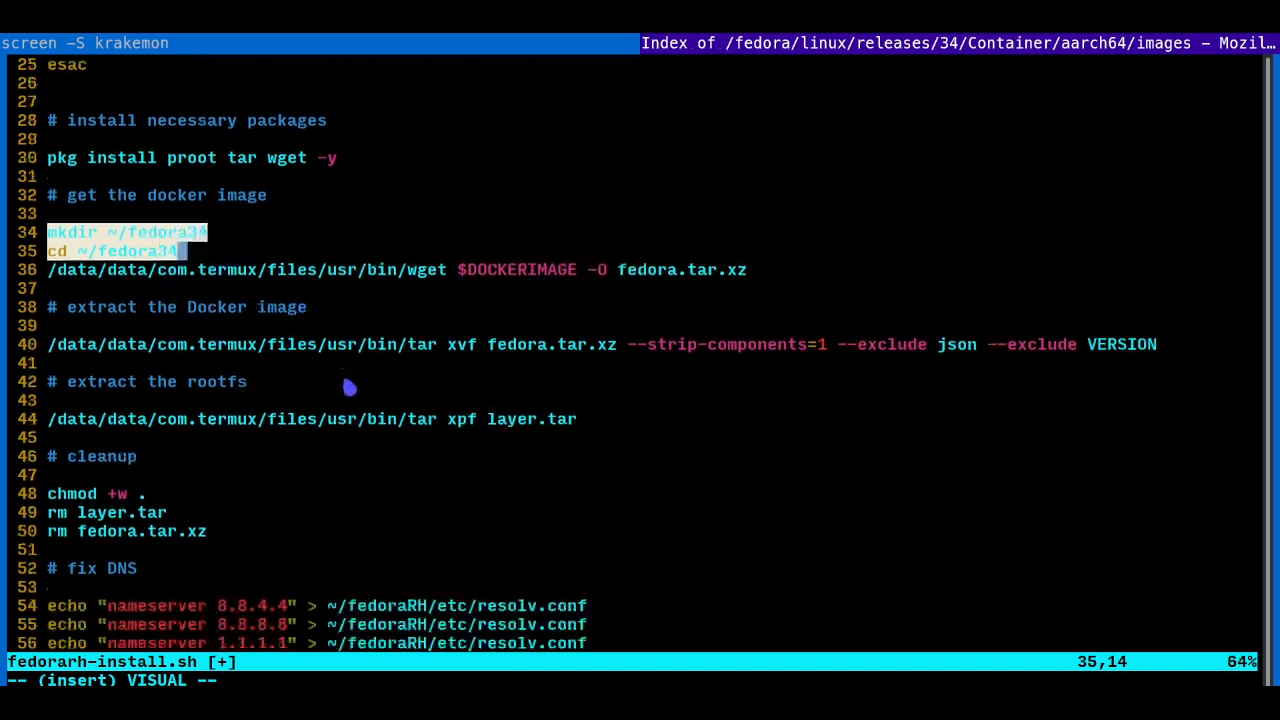 screen -S krakemon
Index of /fedora/linux/releases/34/Container/aarch64/images - Mozil…
25 esac
26
27
28 # install necessary packages
29
30 pkg install proot tar wget -y
31
32 # get the docker image
33
34 mkdir ~/fedora34
35 cd ~/fedora34
36 /data/data/com.termux/files/usr/bin/wget $DOCKERIMAGE -O fedora.tar.xz
37
38 # extract the Docker image
39
40 /data/data/com.termux/files/usr/bin/tar xvf fedora.tar.xz --strip-components=1 --exclude json --exclude VERSION
41
42 # extract the rootfs
43
44 /data/data/com.termux/files/usr/bin/tar xpf layer.tar
45
46 # cleanup
47
48 chmod +w .
49 rm layer.tar
50 rm fedora.tar.xz
51
52 # fix DNS
53
54 echo "nameserver 8.8.4.4" > ~/fedoraRH/etc/resolv.conf
55 echo "nameserver 8.8.8.8" > ~/fedoraRH/etc/resolv.conf
56 echo "nameserver 1.1.1.1" > ~/fedoraRH/etc/resolv.conf
fedorarh-install.sh [+] 35,14 64%
-- (insert) VISUAL --